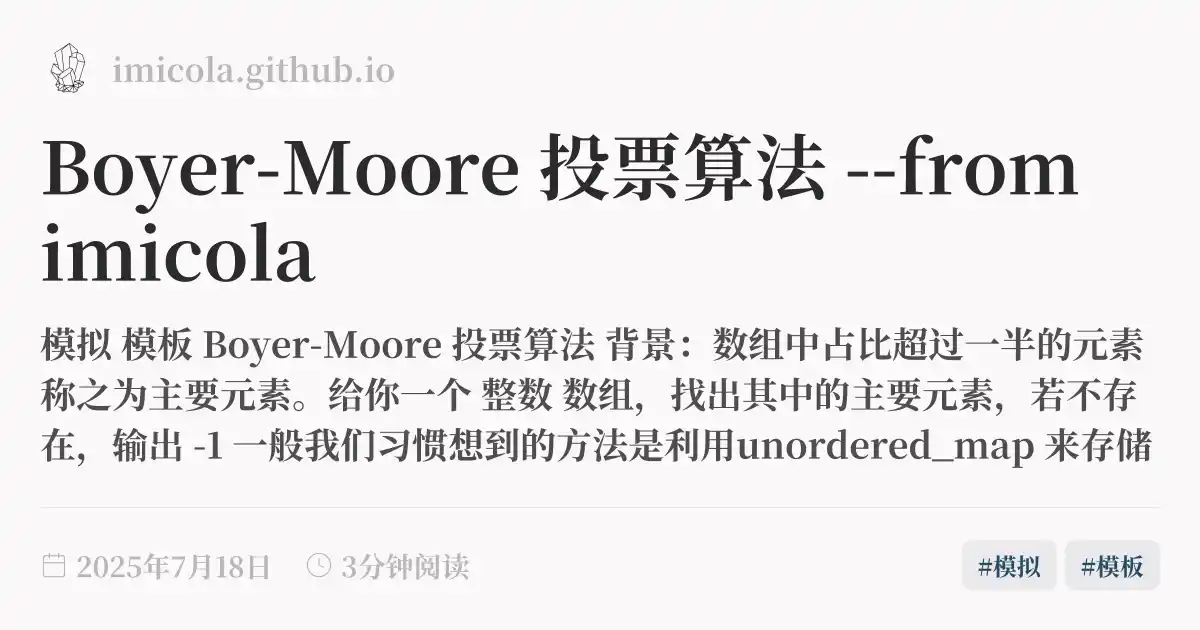 imicola.github.io
Boyer-Moore 投票算法 --from
imicola
模拟 模板 Boyer-Moore 投票算法 背景：数组中占比超过一半的元素
称之为主要元素。给你一个 整数 数组，找出其中的主要元素，若不存
在，输出 -1 一般我们习惯想到的方法是利用unordered_map 来存储
2025年7月18日 3分钟阅读 #模拟 #模板